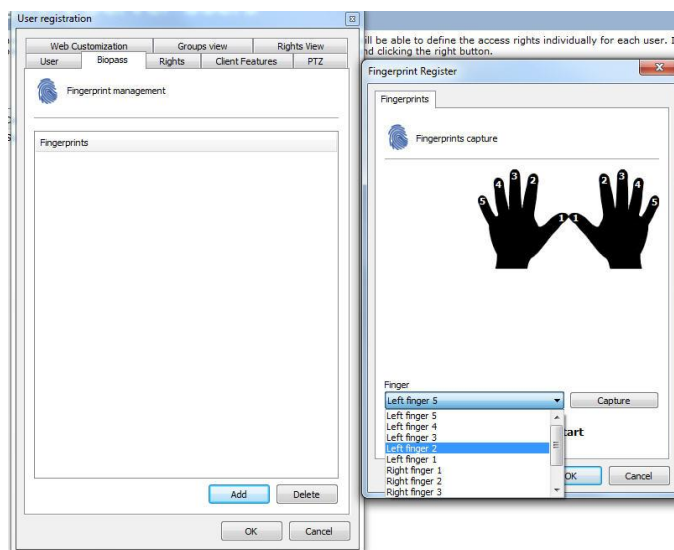 User registration
ill be able to define the access rights individually for each user. I
nd clicking the right button.
Web Customization
Groups view
Rights View
User
Biopass
Rights
Client Features
PTZ
Fingerprint management
Fingerprints
Add
Delete
OK
Cancel
Fingerprint Register
Fingerprints
Fingerprints capture
5
4
3
2
1
1
2
3
4
5
Finger
Left finger 5
Capture
Left finger 5
Left finger 4
Left finger 3
Left finger 2
Left finger 1
Right finger 1
Right finger 2
Right finger 3
tart
OK
Cancel